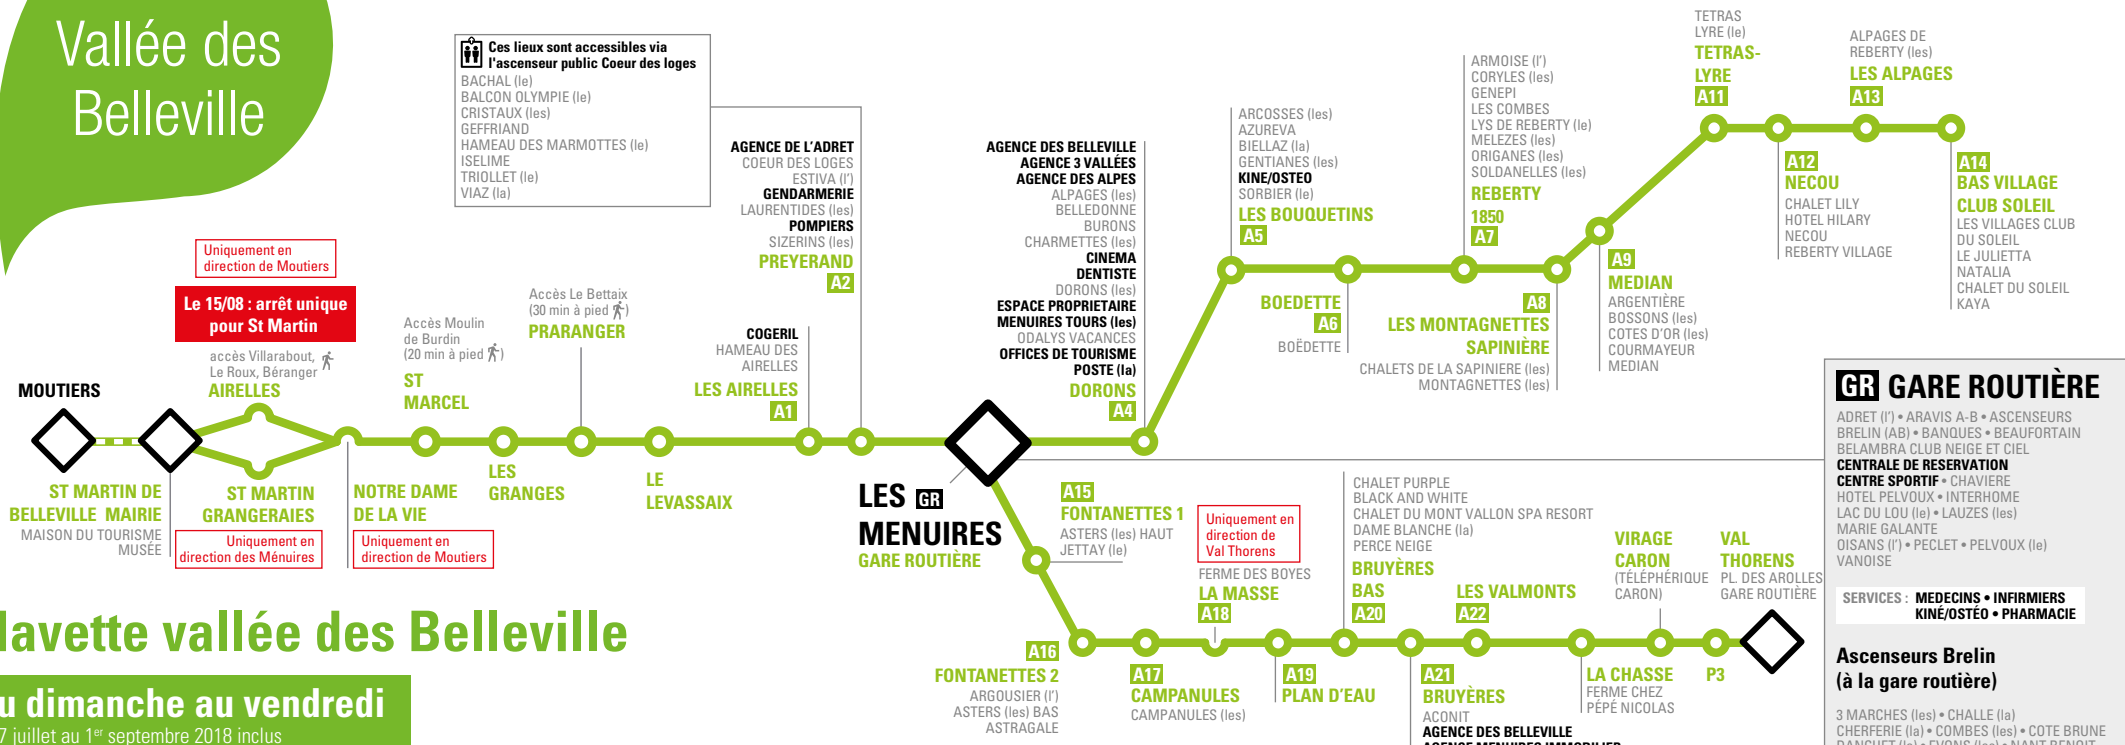 Vallée des
Belleville
Ces lieux sont accessibles via
l'ascenseur public Coeur des loges
BACHAL (le)
BALCON OLYMPIE (le)
CRISTAUX (les)
GEFFRIAND
HAMEAU DES MARMOTTES (le)
ISELIME
TRIOLLET (le)
VIAZ (la)
Uniquement en
direction de Moutiers
Le 15/08 : arrêt unique
pour St Martin
accès Villarabout,
Le Roux, Béranger
AIRELLES
MOUTIERS
ST MARTIN DE
BELLEVILLE MAIRIE
MAISON DU TOURISME
MUSÉE
ST MARTIN
GRANGERAIES
Uniquement en
direction des Ménuires
NOTRE DAME
DE LA VIE
Uniquement en
direction de Moutiers
Accès Moulin
de Burdin
(20 min à pied )
ST
MARCEL
LES
GRANGES
Accès Le Bettaix
(30 min à pied )
PRARANGER
LE
LEVASSAIX
COGERIL
HAMEAU DES
AIRELLES
LES AIRELLES
A1
AGENCE DE L'ADRET
COEUR DES LOGES
ESTIVA (l')
GENDARMERIE
LAURENTIDES (les)
POMPIERS
SIZERINS (les)
PREYERAND
A2
LES GR
MENUIRES
GARE ROUTIÈRE
AGENCE DES BELLEVILLE
AGENCE 3 VALLÉES
AGENCE DES ALPES
ALPAGES (les)
BELLEDONNE
BURONS
CHARMETTES (les)
CINEMA
DENTISTE
DORONS (les)
ESPACE PROPRIETAIRE
MENUIRES TOURS (les)
ODALYS VACANCES
OFFICES DE TOURISME
POSTE (la)
DORONS
A4
ARCOSSES (les)
AZUREVA
BIELLAZ (la)
GENTIANES (les)
KINE/OSTEO
SORBIER (le)
LES BOUQUETINS
A5
BOEDETTE
A6
BOËDETTE
ARMOISE (l')
CORYLES (les)
GENEPI
LES COMBES
LYS DE REBERTY (le)
MELEZES (les)
ORIGANES (les)
SOLDANELLES (les)
REBERTY
1850
A7
A8
LES MONTAGNETTES
SAPINIÈRE
CHALETS DE LA SAPINIERE (les)
MONTAGNETTES (les)
A9
MEDIAN
ARGENTIÈRE
BOSSONS (les)
COTES D'OR (les)
COURMAYEUR
MEDIAN
TETRAS
LYRE (le)
TETRAS-
LYRE
A11
A12
NECOU
CHALET LILY
HOTEL HILARY
NECOU
REBERTY VILLAGE
ALPAGES DE
REBERTY (les)
LES ALPAGES
A13
A14
BAS VILLAGE
CLUB SOLEIL
LES VILLAGES CLUB
DU SOLEIL
LE JULIETTA
NATALIA
CHALET DU SOLEIL
KAYA
A15
FONTANETTES 1
ASTERS (les) HAUT
JETTAY (le)
A16
FONTANETTES 2
ARGOUSIER (l')
ASTERS (les) BAS
ASTRAGALE
A17
CAMPANULES
CAMPANULES (les)
Uniquement en
direction de
Val Thorens
FERME DES BOYES
LA MASSE
A18
A19
PLAN D'EAU
CHALET PURPLE
BLACK AND WHITE
CHALET DU MONT VALLON SPA RESORT
DAME BLANCHE (la)
PERCE NEIGE
BRUYÈRES
BAS
A20
A21
BRUYÈRES
ACONIT
AGENCE DES BELLEVILLE
AGENCE MENUIRES IMMOBILIER
LES VALMONTS
A22
LA CHASSE
FERME CHEZ
PÉPÉ NICOLAS
VIRAGE
CARON
(TÉLÉPHÉRIQUE
CARON)
P3
VAL
THORENS
PL. DES AROLLES
GARE ROUTIÈRE
GR GARE ROUTIÈRE
ADRET (l') • ARAVIS A-B • ASCENSEURS
BRELIN (AB) • BANQUES • BEAUFORTAIN
BELAMBRA CLUB NEIGE ET CIEL
CENTRALE DE RESERVATION
CENTRE SPORTIF • CHAVIERE
HOTEL PELVOUX • INTERHOME
LAC DU LOU (le) • LAUZES (les)
MARIE GALANTE
OISANS (l') • PECLET • PELVOUX (le)
VANOISE
SERVICES : MEDECINS • INFIRMIERS
KINÉ/OSTÉO • PHARMACIE
Ascenseurs Brelin
(à la gare routière)
3 MARCHES (les) • CHALLE (la)
CHERFERIE (la) • COMBES (les) • COTE BRUNE
lavette vallée des Belleville
u dimanche au vendredi
7 juillet au 1er septembre 2018 inclus